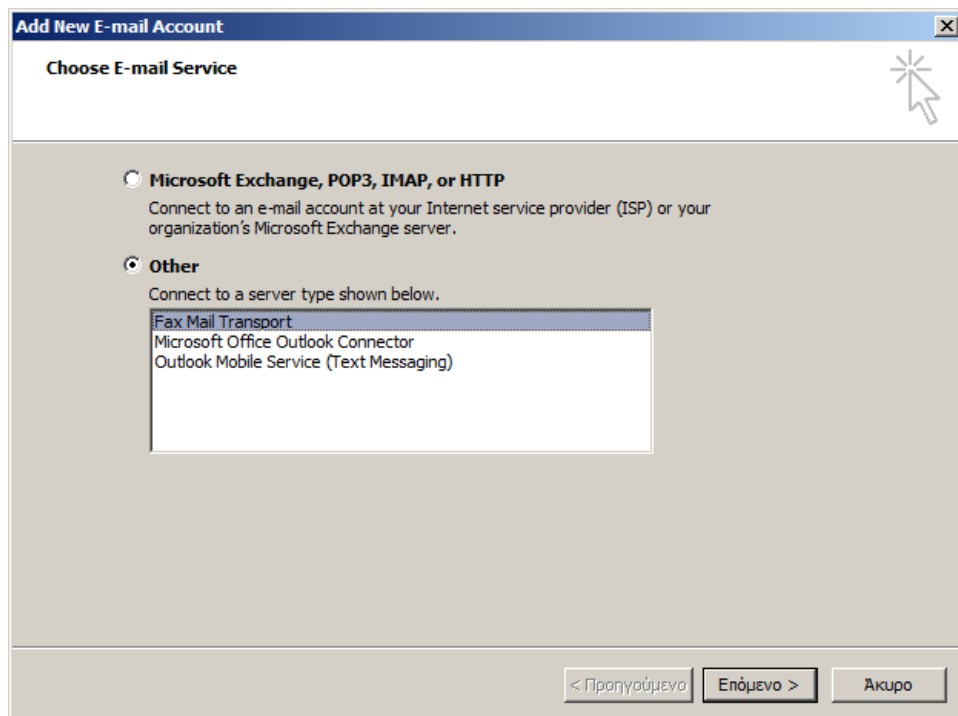 Add New E-mail Account
Choose E-mail Service
Microsoft Exchange, POP3, IMAP, or HTTP
Connect to an e-mail account at your Internet service provider (ISP) or your
organization's Microsoft Exchange server.
Other
Connect to a server type shown below.
Fax Mail Transport
Microsoft Office Outlook Connector
Outlook Mobile Service (Text Messaging)
< Προηγούμενο Επόμενο > Άκυρο